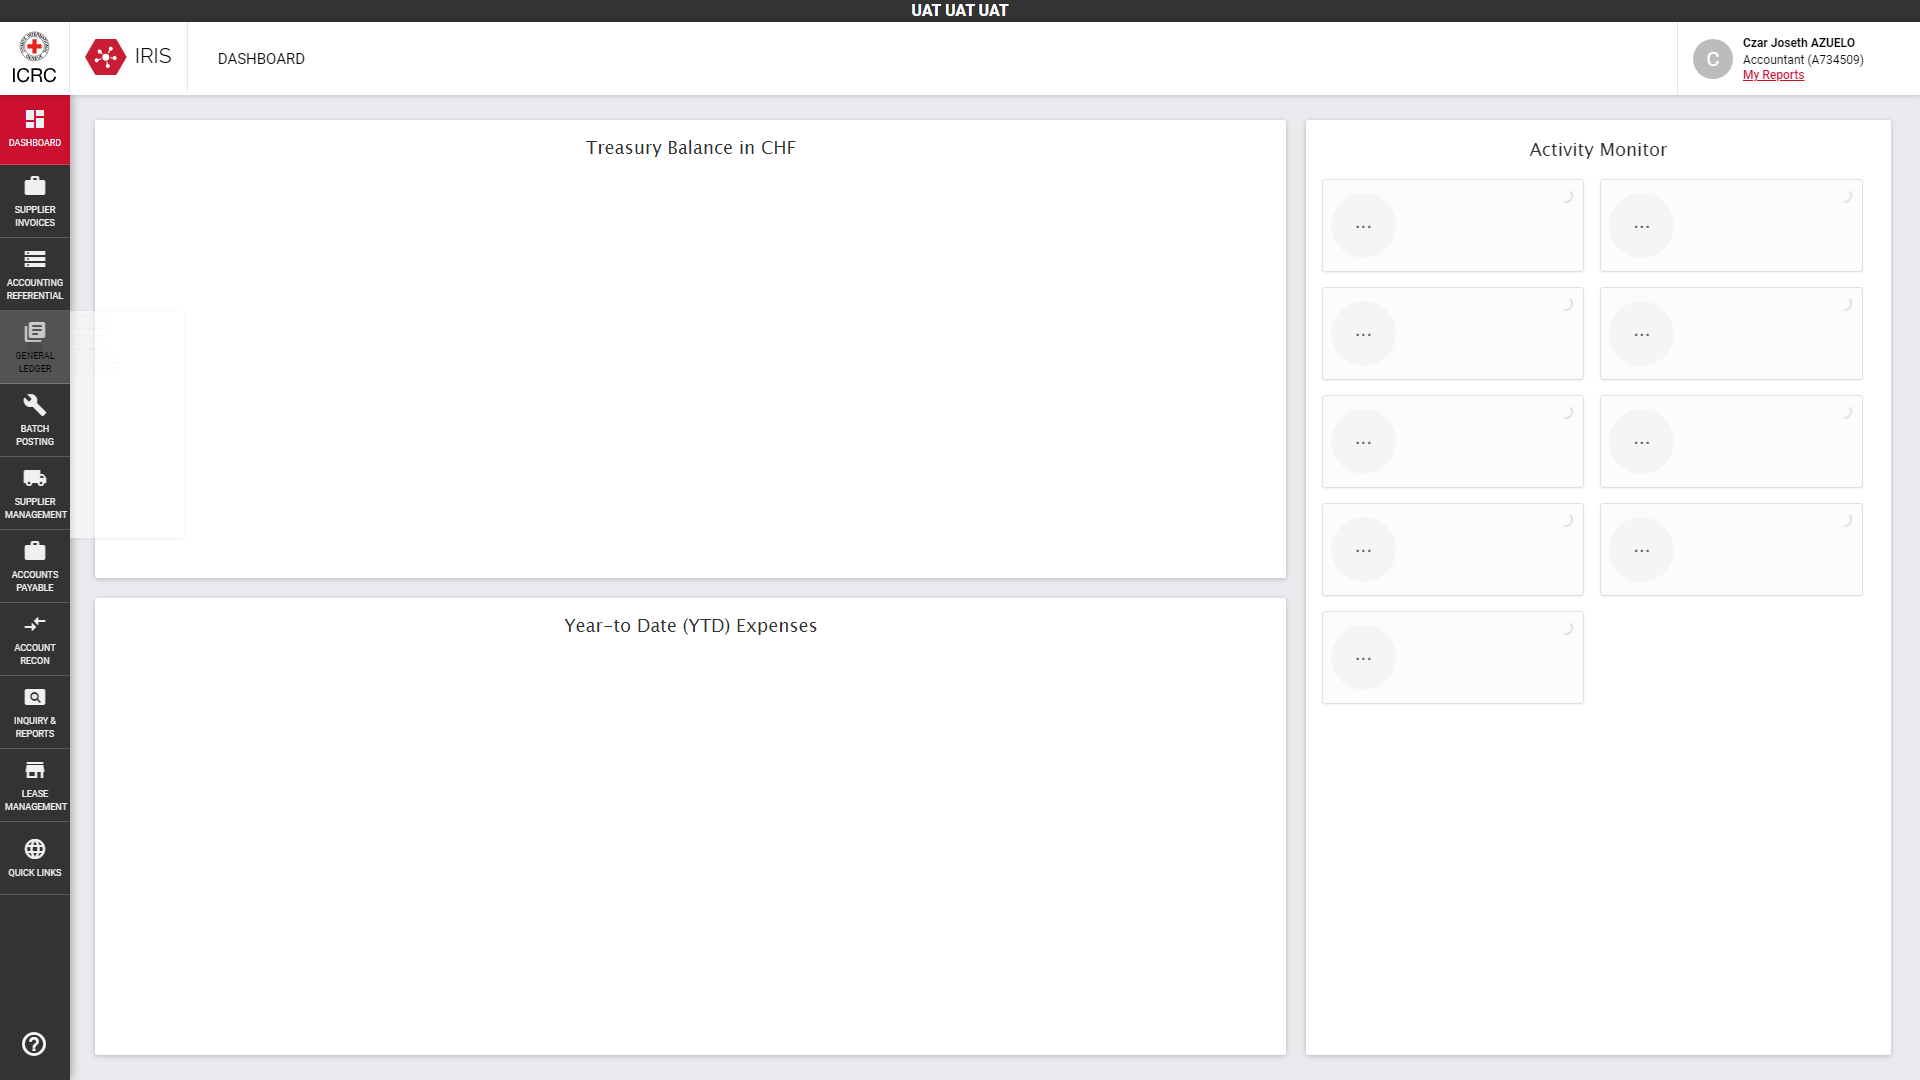 UAT UAT UAT
ICRC
IRIS
DASHBOARD
Czar Joseth AZUELO
Accountant (A734509)
My Reports
C
DASHBOARD
SUPPLIER
INVOICES
ACCOUNTING
REFERENTIAL
GENERAL
LEDGER
BATCH
POSTING
SUPPLIER
MANAGEMENT
ACCOUNTS
PAYABLE
ACCOUNT
RECON
INQUIRY &
REPORTS
LEASE
MANAGEMENT
QUICK LINKS
Treasury Balance in CHF
Year-to Date (YTD) Expenses
Activity Monitor
... ...
... ...
... ...
... ...
...